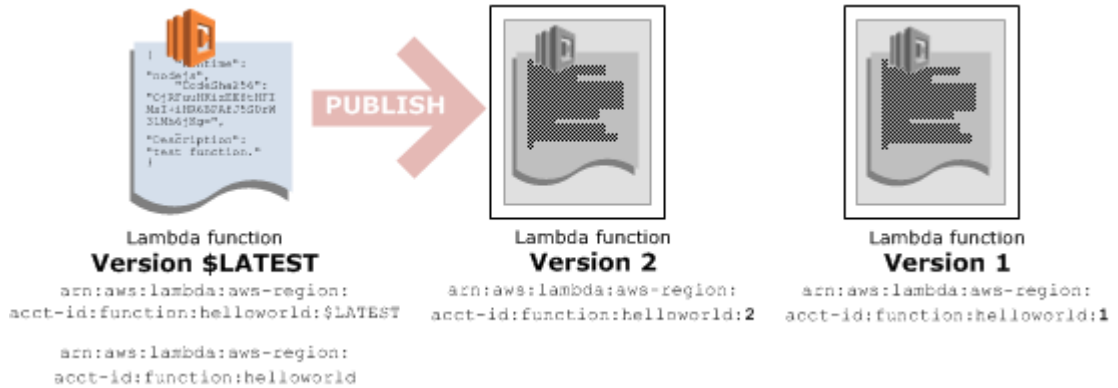 {
"Runtime":
"nodejs",
"CodeSha256":
"Description":
"test function."
}
PUBLISH
Lambda function
Version $LATEST
arn:aws:lambda:aws-region:
acct-id:function:helloworld:$LATEST
arn:aws:lambda:aws-region:
acct-id:function:helloworld
Lambda function
Version 2
arn:aws:lambda:aws-region:
acct-id:function:helloworld:2
Lambda function
Version 1
arn:aws:lambda:aws-region:
acct-id:function:helloworld:1